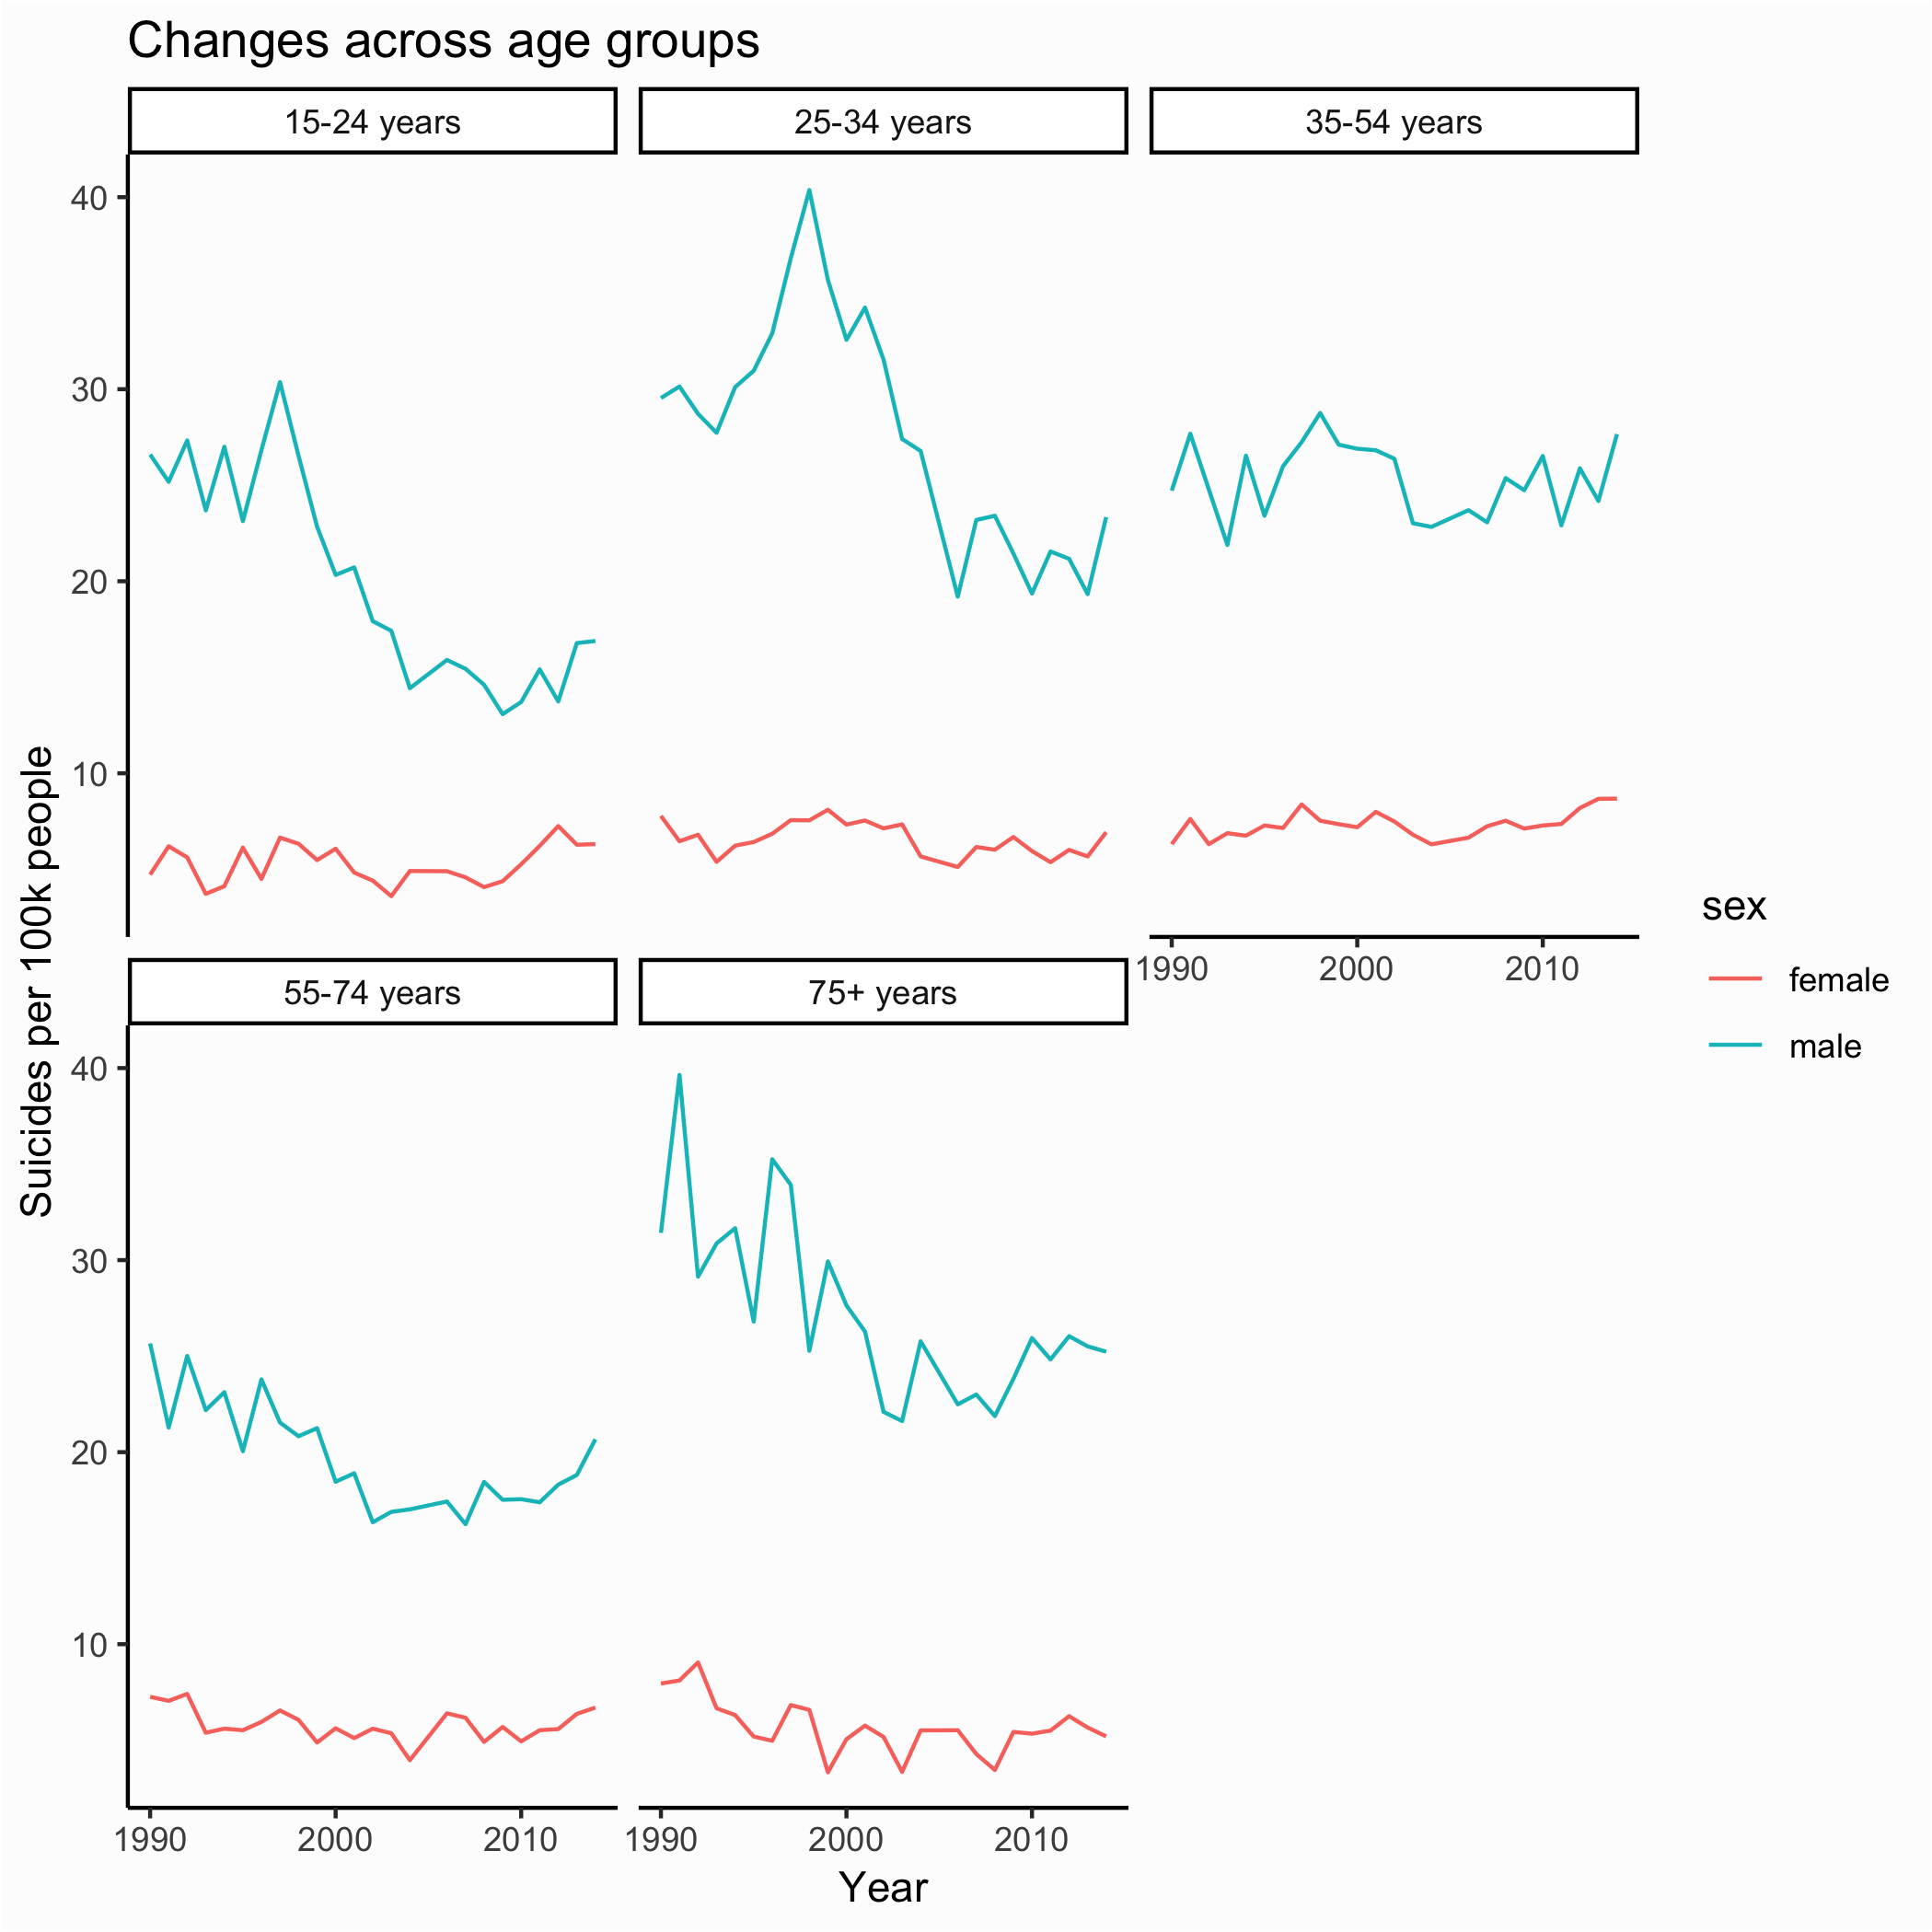 Changes across age groups
15-24 years
25-34 years
35-54 years
40
30
20
10
1990
2000
2010
55-74 years
75+ years
40
30
20
10
1990
2000
2010
1990
2000
2010
Year
Suicides per 100k people
sex
female
male